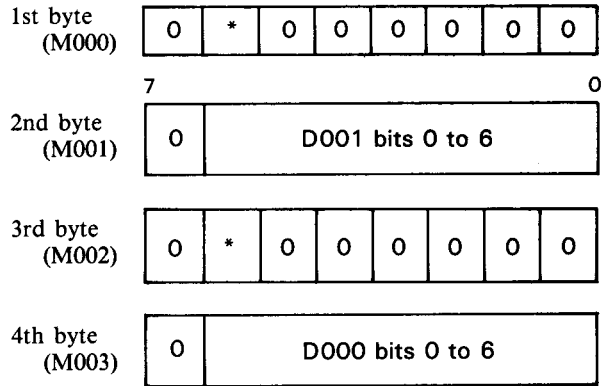 1st byte
(M000)
0 * 0 0 0 0 0 0
7 0
2nd byte
(M001)
0 D001 bits 0 to 6
3rd byte
(M002)
0 * 0 0 0 0 0 0
4th byte
(M003)
0 D000 bits 0 to 6